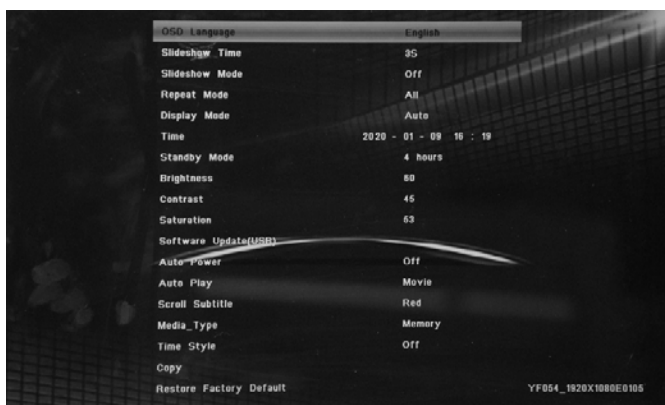 OSD Language English
Slideshow Time 3S
Slideshow Mode Off
Repeat Mode All
Display Mode Auto
Time 2020 - 01 - 09 16 : 19
Standby Mode 4 hours
Brightness 60
Contrast 45
Saturation 53
Software Update(USB)
Auto Power Off
Auto Play Movie
Scroll Subtitle Red
Media_Type Memory
Time Style Off
Copy
Restore Factory Default YF054_1920X1080E0105